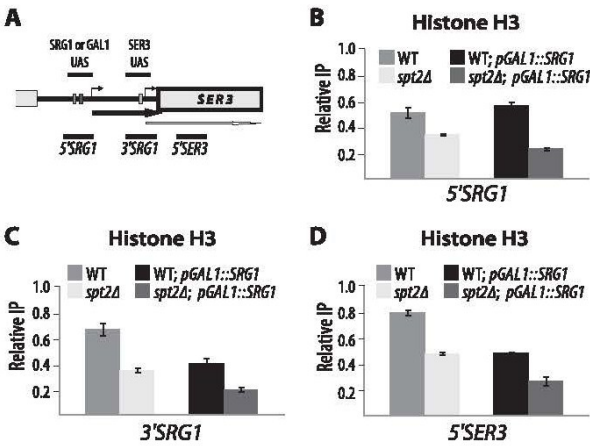 A
SRG1 or GAL1 SER3
UAS UAS
SER3
5'SRG1 3'SRG1 5'SER3
B
Histone H3
WT WT; pGAL1::SRG1
spt2Δ spt2Δ; pGAL1::SRG1
Relative IP
1.0
0.8
0.6
0.4
0.2
5'SRG1
C
Histone H3
WT WT; pGAL1::SRG1
spt2Δ spt2Δ; pGAL1::SRG1
Relative IP
1.0
0.8
0.6
0.4
0.2
3'SRG1
D
Histone H3
WT WT; pGAL1::SRG1
spt2Δ spt2Δ; pGAL1::SRG1
Relative IP
1.0
0.8
0.6
0.4
0.2
5'SER3